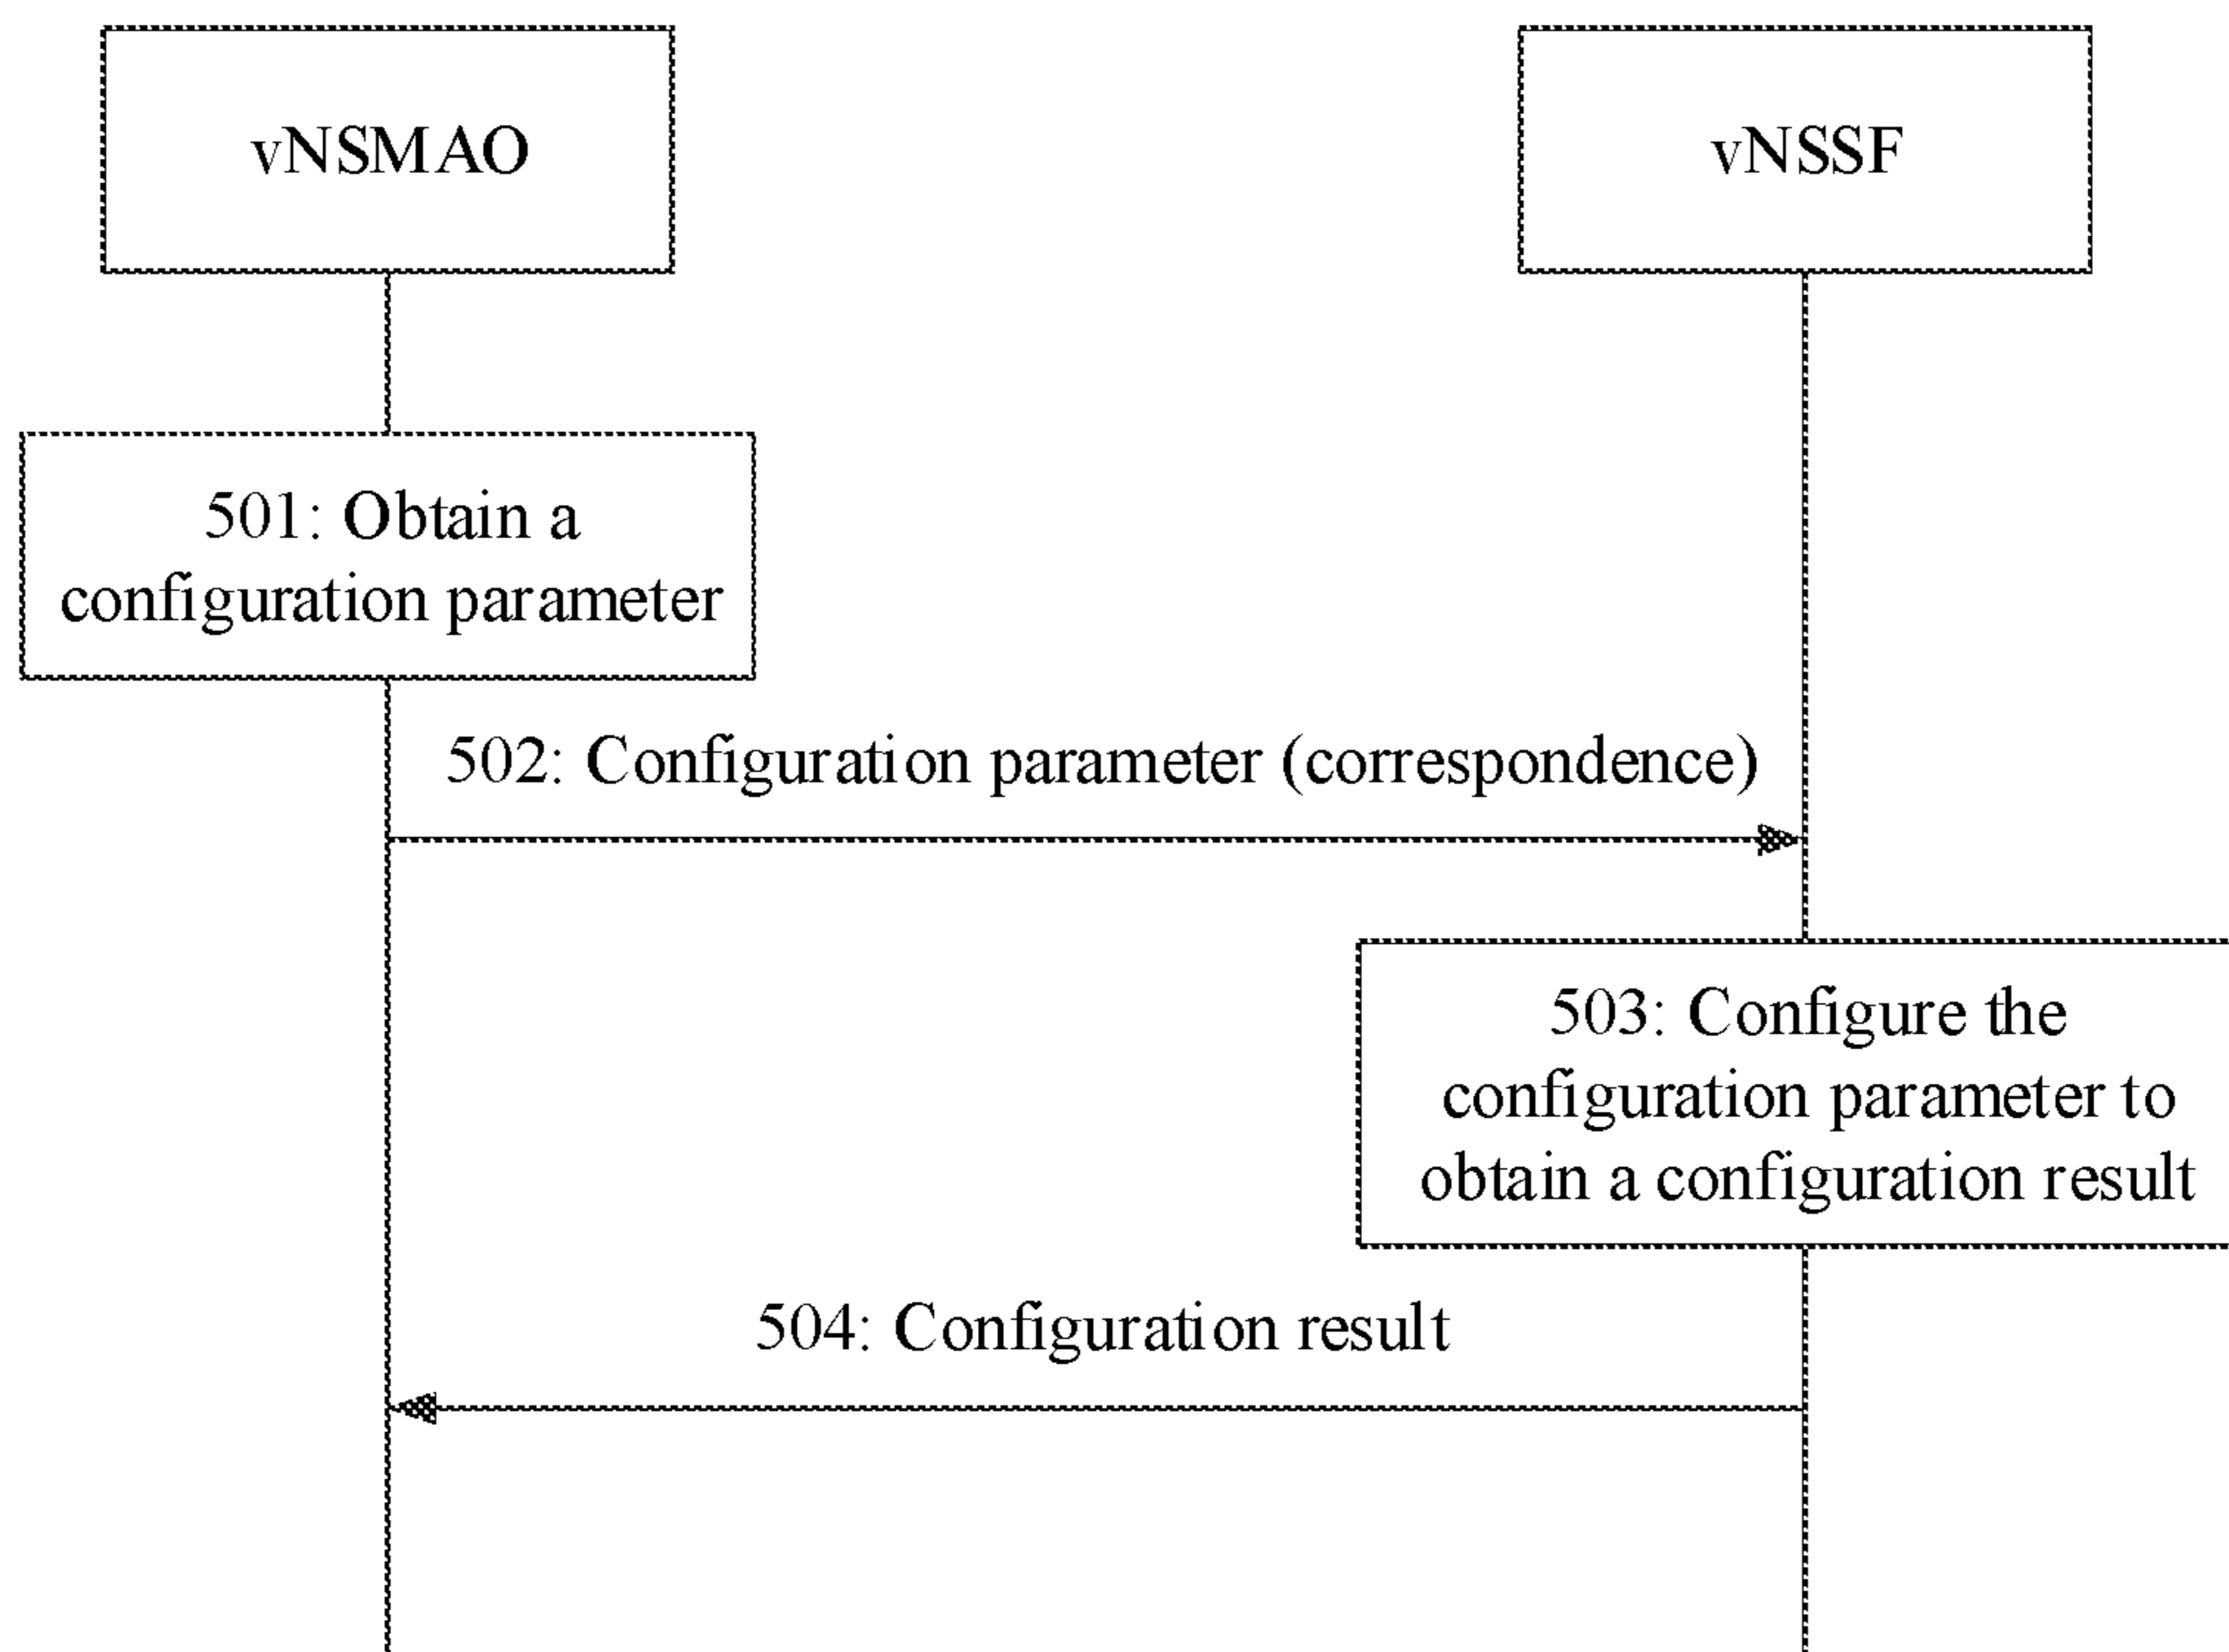 vNSMAO
vNSSF
501: Obtain a
configuration parameter
502: Configuration parameter (correspondence)
503: Configure the
configuration parameter to
obtain a configuration result
504: Configuration result